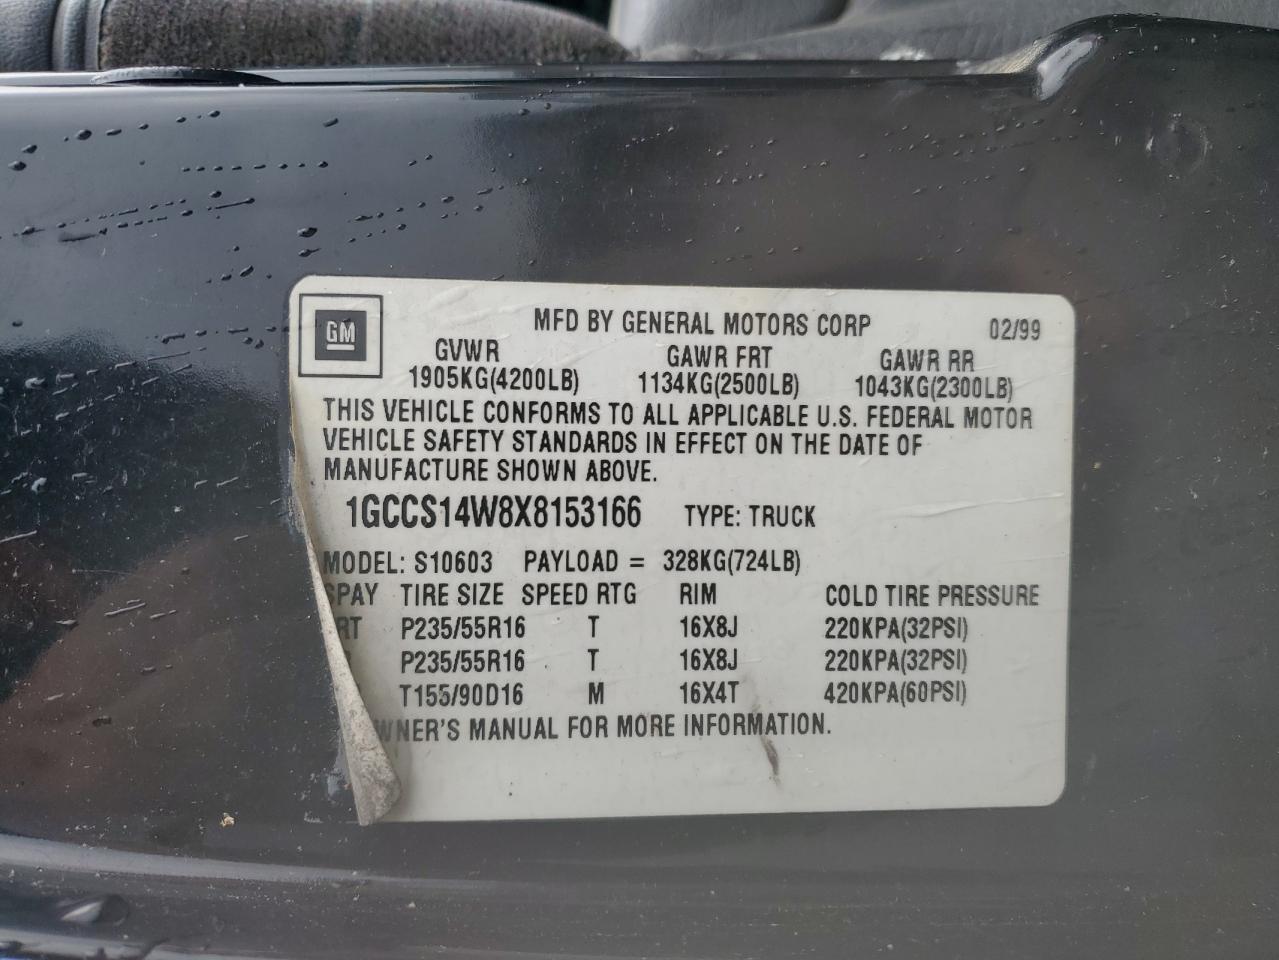 GM
MFD BY GENERAL MOTORS CORP 02/99
GVWR GAWR FRT GAWR RR
1905KG(4200LB) 1134KG(2500LB) 1043KG(2300LB)
THIS VEHICLE CONFORMS TO ALL APPLICABLE U.S. FEDERAL MOTOR
VEHICLE SAFETY STANDARDS IN EFFECT ON THE DATE OF
MANUFACTURE SHOWN ABOVE.
1GCCS14W8X8153166 TYPE: TRUCK
MODEL: S10603 PAYLOAD = 328KG(724LB)
SPAY TIRE SIZE SPEED RTG RIM COLD TIRE PRESSURE
RT P235/55R16 T 16X8J 220KPA(32PSI)
P235/55R16 T 16X8J 220KPA(32PSI)
T155/90D16 M 16X4T 420KPA(60PSI)
WNER'S MANUAL FOR MORE INFORMATION.